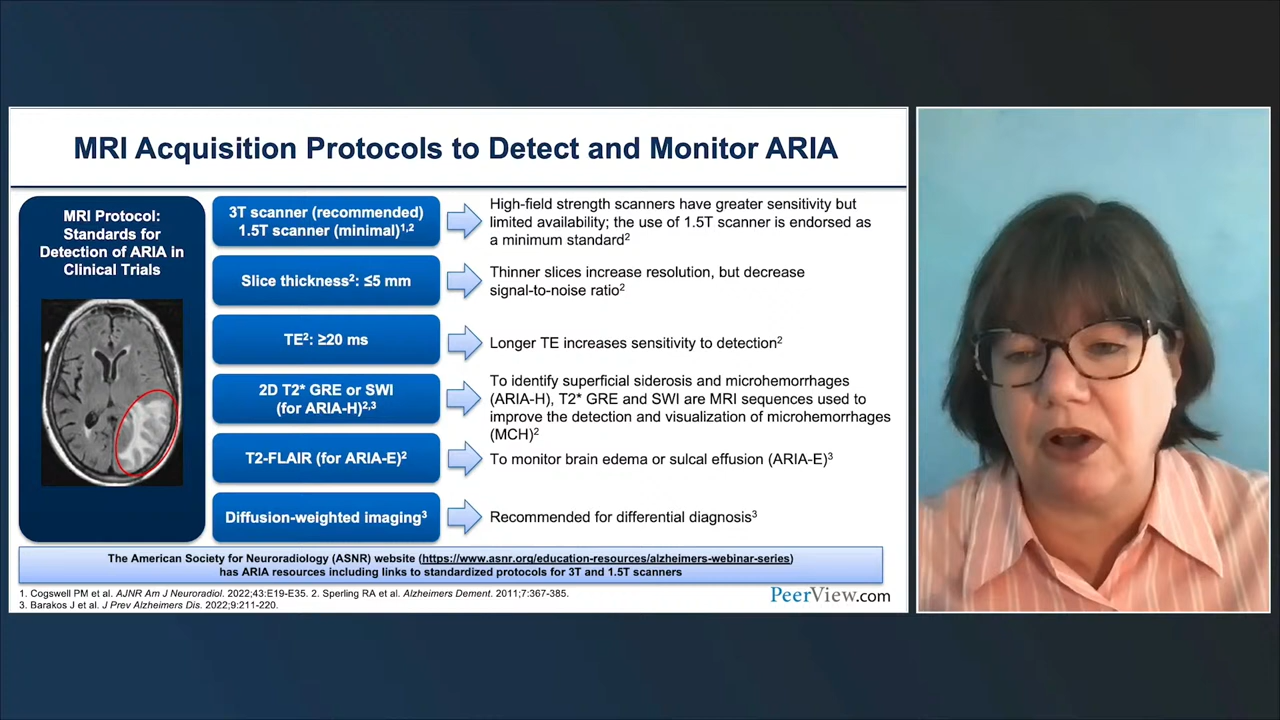 MRI Acquisition Protocols to Detect and Monitor ARIA
MRI Protocol:
Standards for
Detection of ARIA in
Clinical Trials
3T scanner (recommended)
1.5T scanner (minimal)1,2
High-field strength scanners have greater sensitivity but
limited availability; the use of 1.5T scanner is endorsed as
a minimum standard2
Slice thickness2: ≤5 mm
Thinner slices increase resolution, but decrease
signal-to-noise ratio2
TE2: ≥20 ms
Longer TE increases sensitivity to detection2
2D T2* GRE or SWI
(for ARIA-H)2,3
To identify superficial siderosis and microhemorrhages
(ARIA-H), T2* GRE and SWI are MRI sequences used to
improve the detection and visualization of microhemorrhages
(MCH)2
T2-FLAIR (for ARIA-E)2
To monitor brain edema or sulcal effusion (ARIA-E)3
Diffusion-weighted imaging3
Recommended for differential diagnosis3
The American Society for Neuroradiology (ASNR) website (https://www.asnr.org/education-resources/alzheimers-webinar-series)
has ARIA resources including links to standardized protocols for 3T and 1.5T scanners
1. Cogswell PM et al. AJNR Am J Neuroradiol. 2022;43:E19-E35. 2. Sperling RA et al. Alzheimers Dement. 2011;7:367-385.
3. Barakos J et al. J Prev Alzheimers Dis. 2022;9:211-220.
PeerView.com